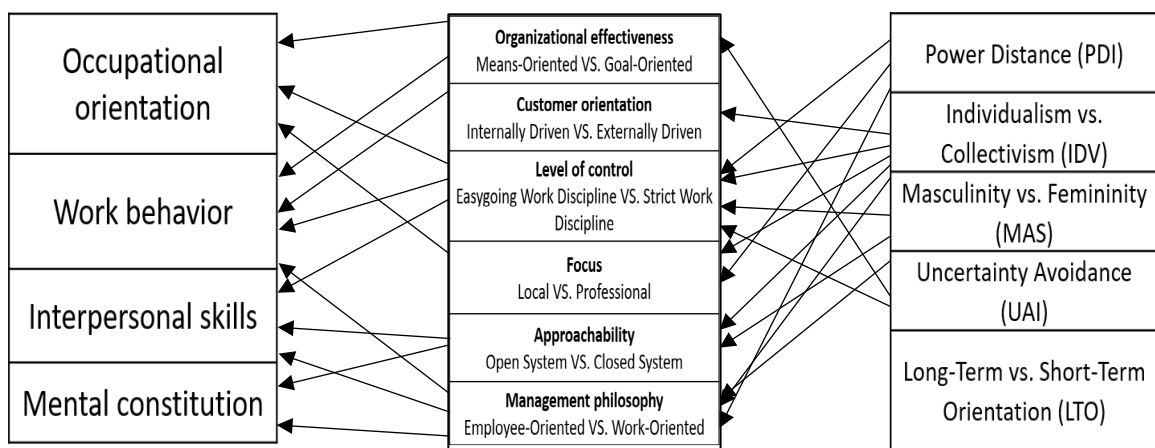 Occupational
orientation
Work behavior
Interpersonal skills
Mental constitution
Organizational effectiveness
Means-Oriented VS. Goal-Oriented
Customer orientation
Internally Driven VS. Externally Driven
Level of control
Easygoing Work Discipline VS. Strict Work
Discipline
Focus
Local VS. Professional
Approachability
Open System VS. Closed System
Management philosophy
Employee-Oriented VS. Work-Oriented
Power Distance (PDI)
Individualism vs.
Collectivism (IDV)
Masculinity vs. Femininity
(MAS)
Uncertainty Avoidance
(UAI)
Long-Term vs. Short-Term
Orientation (LTO)